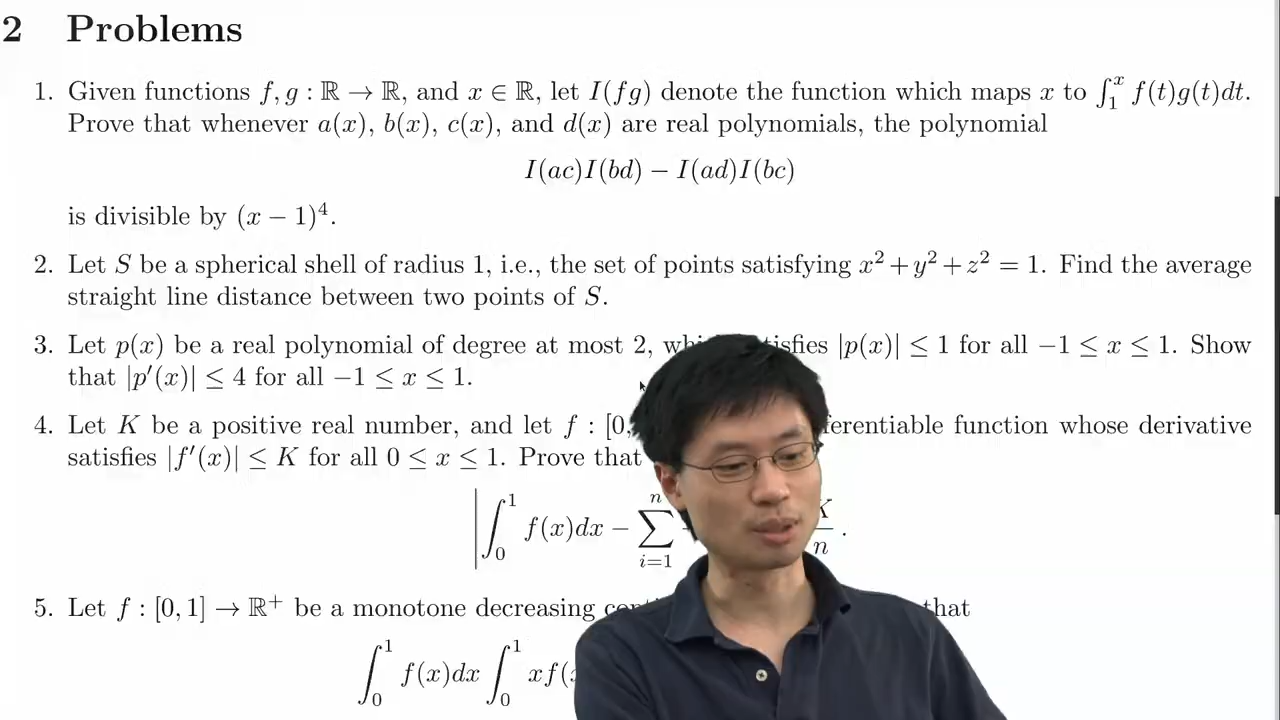 2 Problems
1. Given functions f, g : ℝ → ℝ, and x ∈ ℝ, let I(fg) denote the function which maps x to ∫₁ˣ f(t)g(t)dt.
Prove that whenever a(x), b(x), c(x), and d(x) are real polynomials, the polynomial
I(ac)I(bd) − I(ad)I(bc)
is divisible by (x − 1)⁴.
2. Let S be a spherical shell of radius 1, i.e., the set of points satisfying x² + y² + z² = 1. Find the average
straight line distance between two points of S.
3. Let p(x) be a real polynomial of degree at most 2, |p(x)| ≤ 1 for all −1 ≤ x ≤ 1. Show
that |p′(x)| ≤ 4 for all −1 ≤ x ≤ 1.
4. Let K be a positive real number, and let f : [0, function whose derivative
satisfies |f′(x)| ≤ K for all 0 ≤ x ≤ 1. Prove that
|∫₀¹ f(x)dx − ∑ⁿᵢ₌₁ n .
5. Let f : [0, 1] → ℝ⁺ be a monotone decreasing that
∫₀¹ f(x)dx ∫₀¹ xf(